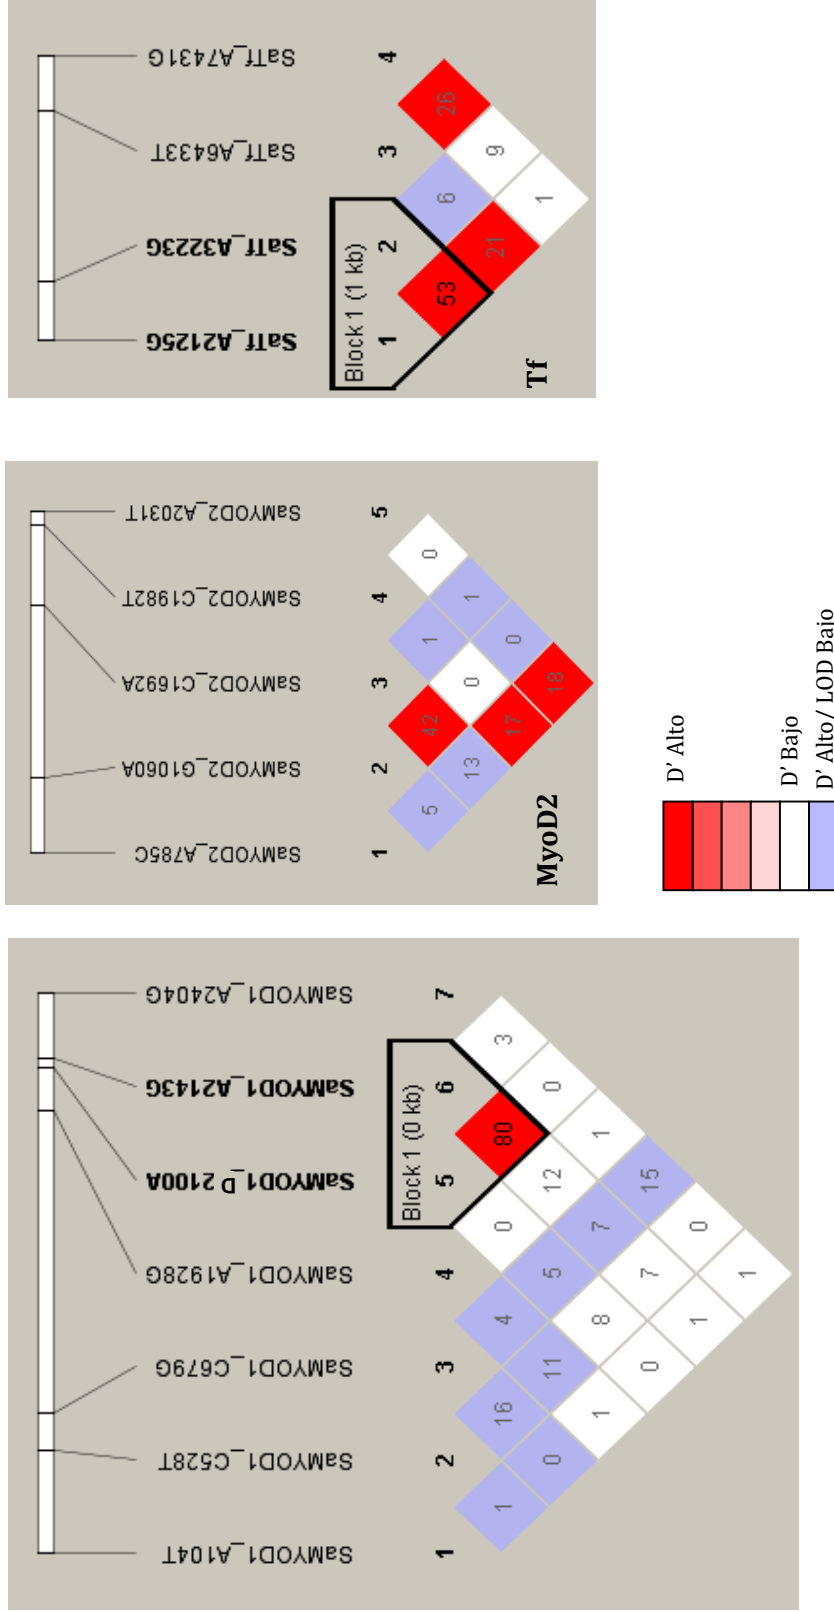 SaMYOD1_A104T
SaMYOD1_C528T
SaMYOD1_C679G
SaMYOD1_A1928G
SaMYOD1_D2100A
SaMYOD1_A2143G
SaMYOD1_A2404G
Block 1 (0 kb)
1 2 3 4 5 6 7
1 16 4 0 80 3
0 11 5 12 0
1 8 7 1
0 7 15
1 0
1
SaMYOD2_A785C
SaMYOD2_G1060A
SaMYOD2_C1692A
SaMYOD2_C1982T
SaMYOD2_A2031T
1 2 3 4 5
5 42 1 0
13 0 1
17 0
18
MyoD2
SaTf_A2125G
SaTf_A3223G
SaTf_A6433T
SaTf_A7431G
Block 1 (1 kb)
1 2 3 4
53 6 26
21 9
1
Tf
D’ Alto
D’ Bajo
D’ Alto/ LOD Bajo